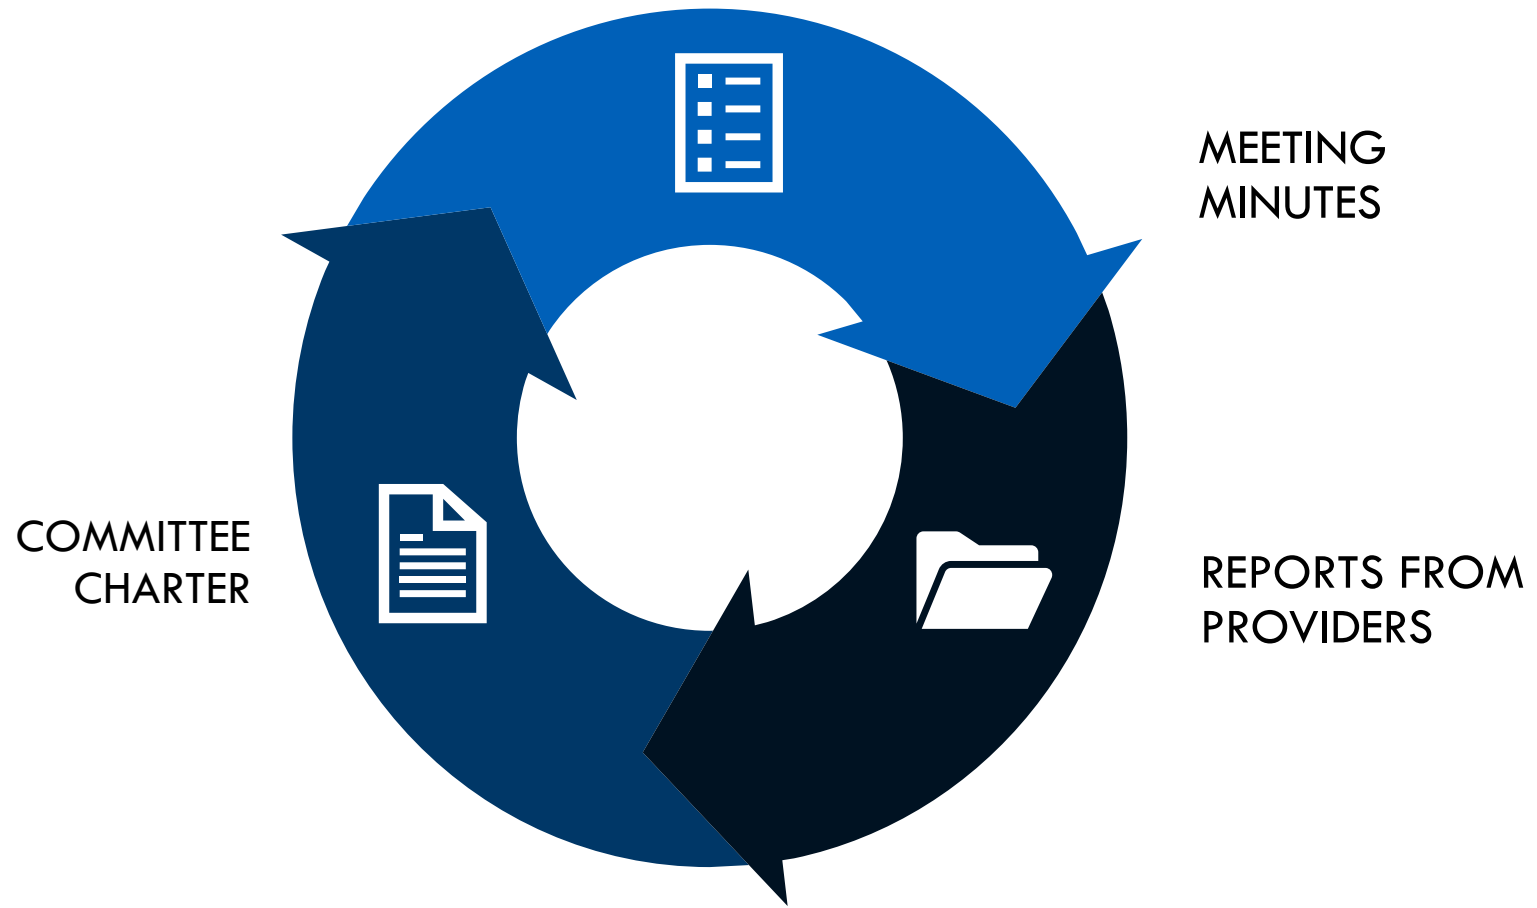 MEETING
MINUTES
COMMITTEE
CHARTER
REPORTS FROM
PROVIDERS